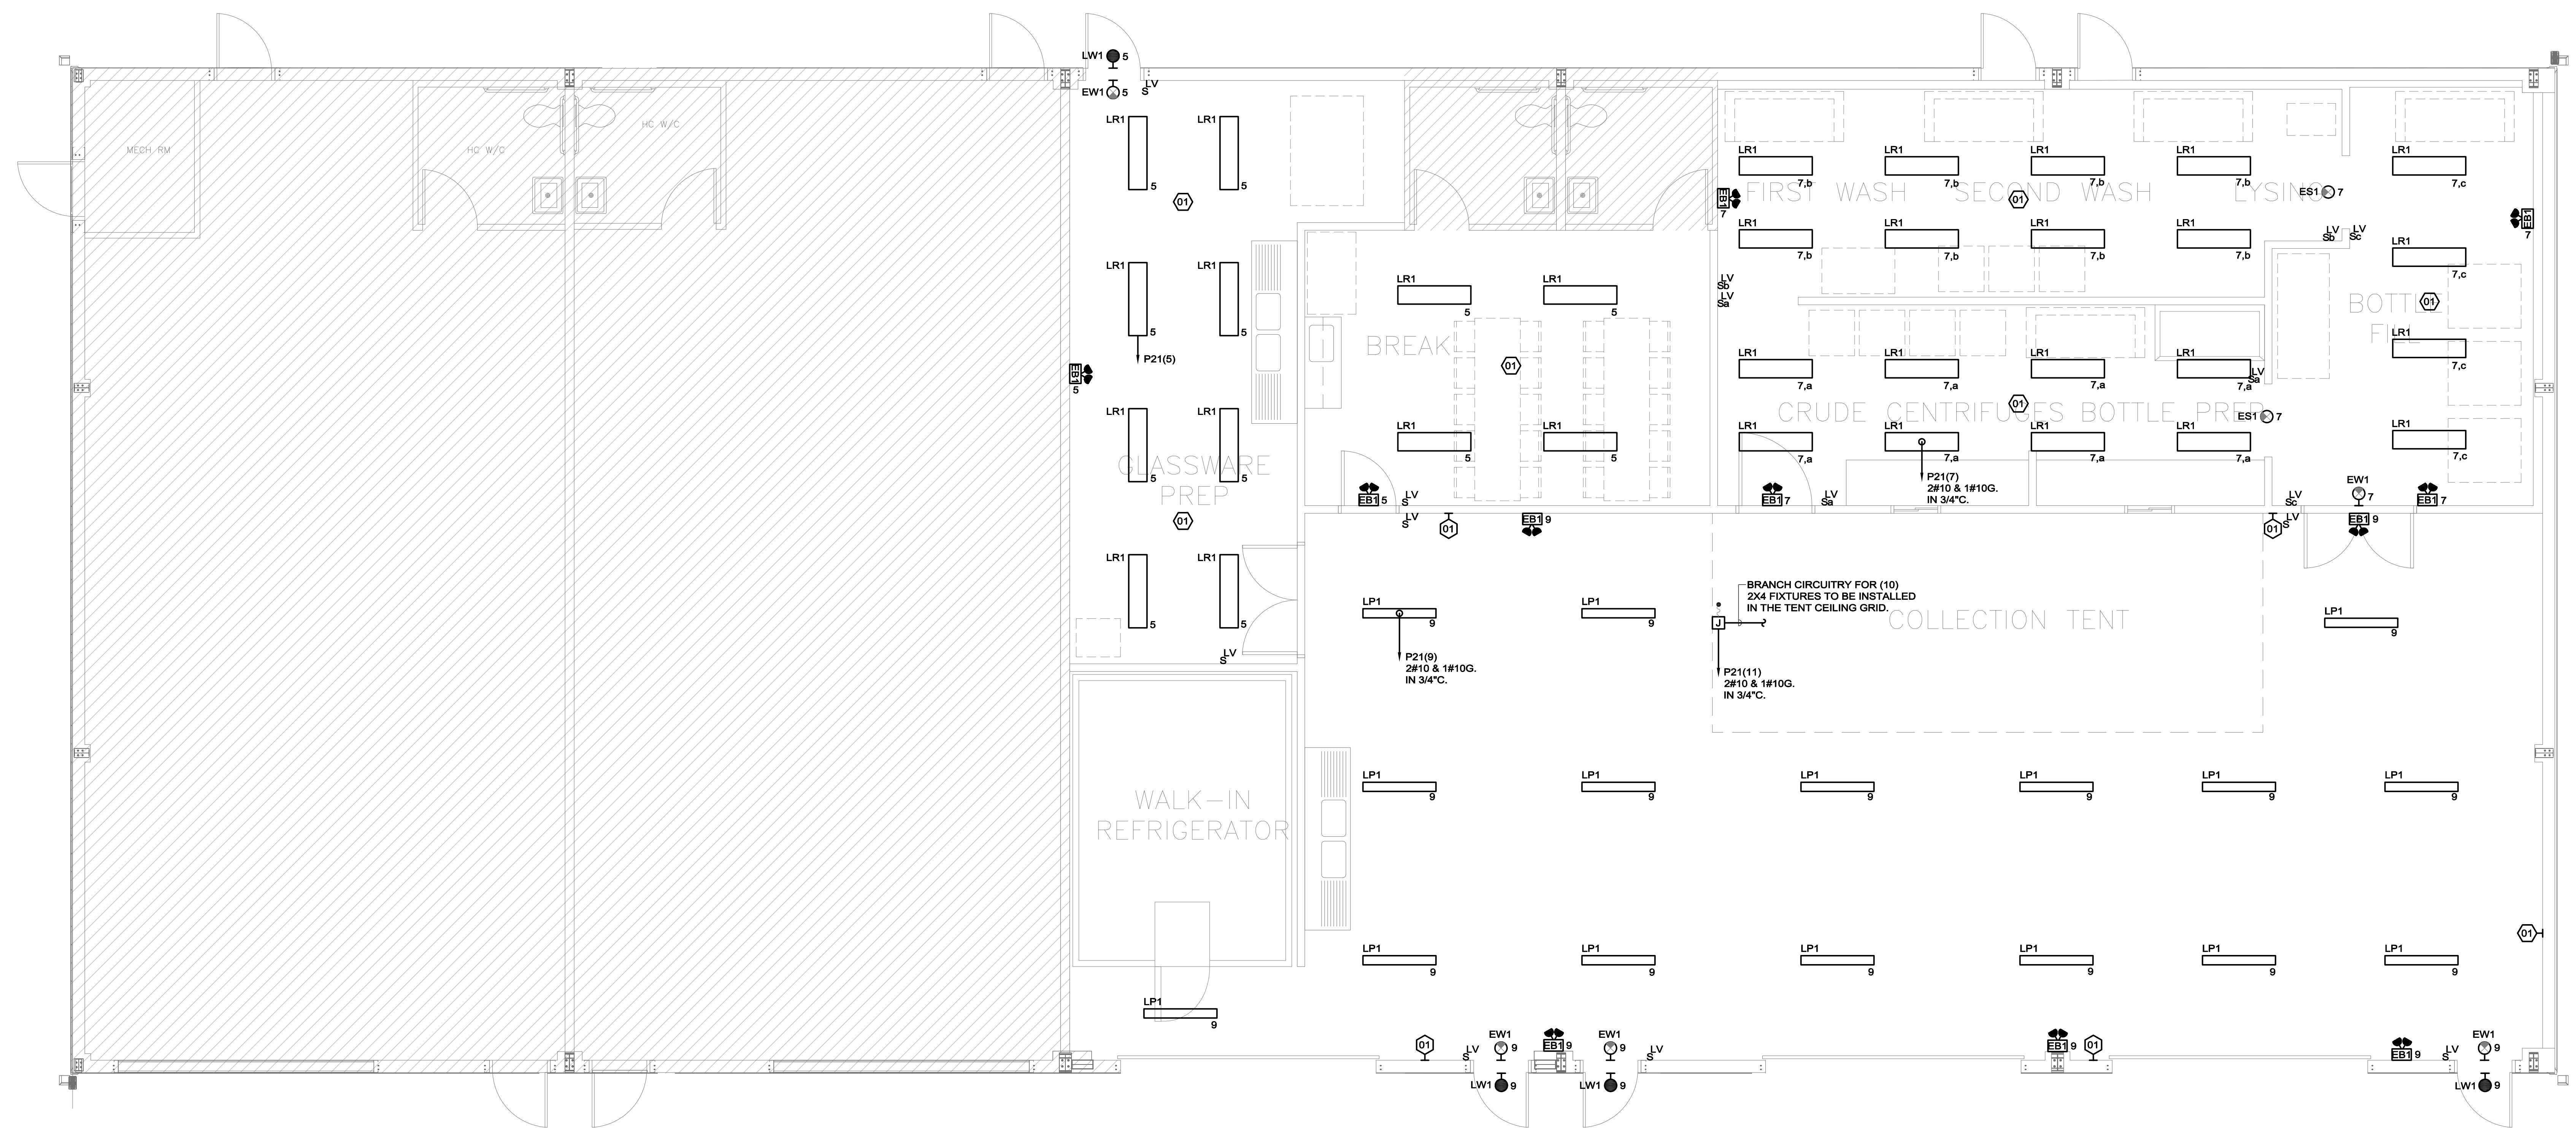 LW1 5
EW1 5
LV
S
LR1 5
LR1 5
01
LR1 5
LR1 5
P21(5)
EB1
5
LR1 5
LR1 5
GLASSWARE
PREP
01
LR1 5
LR1 5
LV
S
MECH RM
HC W/C
HC W/C
WALK-IN
REFRIGERATOR
LP1
9
LR1 5
LR1 5
BREAK
01
LR1 5
LR1 5
EB1 5
LV
S
LV
S
01
EB1 9
EB1
7
LR1 7,b
LR1 7,b
LR1 7,b
LR1 7,b
FIRST WASH
SECOND WASH
LYSING
01
ES1 7
LR1 7,b
LR1 7,b
LR1 7,b
LR1 7,b
LV
Sb
LV
Sa
LV
Sb
LV
Sc
LR1 7,c
EB1
7
LR1 7,c
BOTTLE
FILL
01
LR1 7,c
LR1 7,c
LR1 7,a
LR1 7,a
LR1 7,a
LR1 7,a
LV
Sa
01
CRUDE CENTRIFUGES
BOTTLE PREP
ES1 7
LR1 7,a
LR1 7,a
LR1 7,a
LR1 7,a
P21(7)
2#10 & 1#10G.
IN 3/4"C.
EB1 7
LV
Sa
LV
Sc
EW1
7
EB1 7
01
LV
S
EB1 9
LP1
9
P21(9)
2#10 & 1#10G.
IN 3/4"C.
LP1
9
BRANCH CIRCUITRY FOR (10)
2X4 FIXTURES TO BE INSTALLED
IN THE TENT CEILING GRID.
J
P21(11)
2#10 & 1#10G.
IN 3/4"C.
COLLECTION TENT
LP1
9
LP1 9
LP1 9
LP1 9
LP1 9
LP1 9
LP1 9
LP1 9
LP1 9
LP1 9
LP1 9
LP1 9
LP1 9
01
01
LV
S
EW1
9
EB1 9
EW1
9
LV
S
EB1 9
01
EB1 9
LV
S
EW1
9
LW1 9
LW1 9
LW1 9